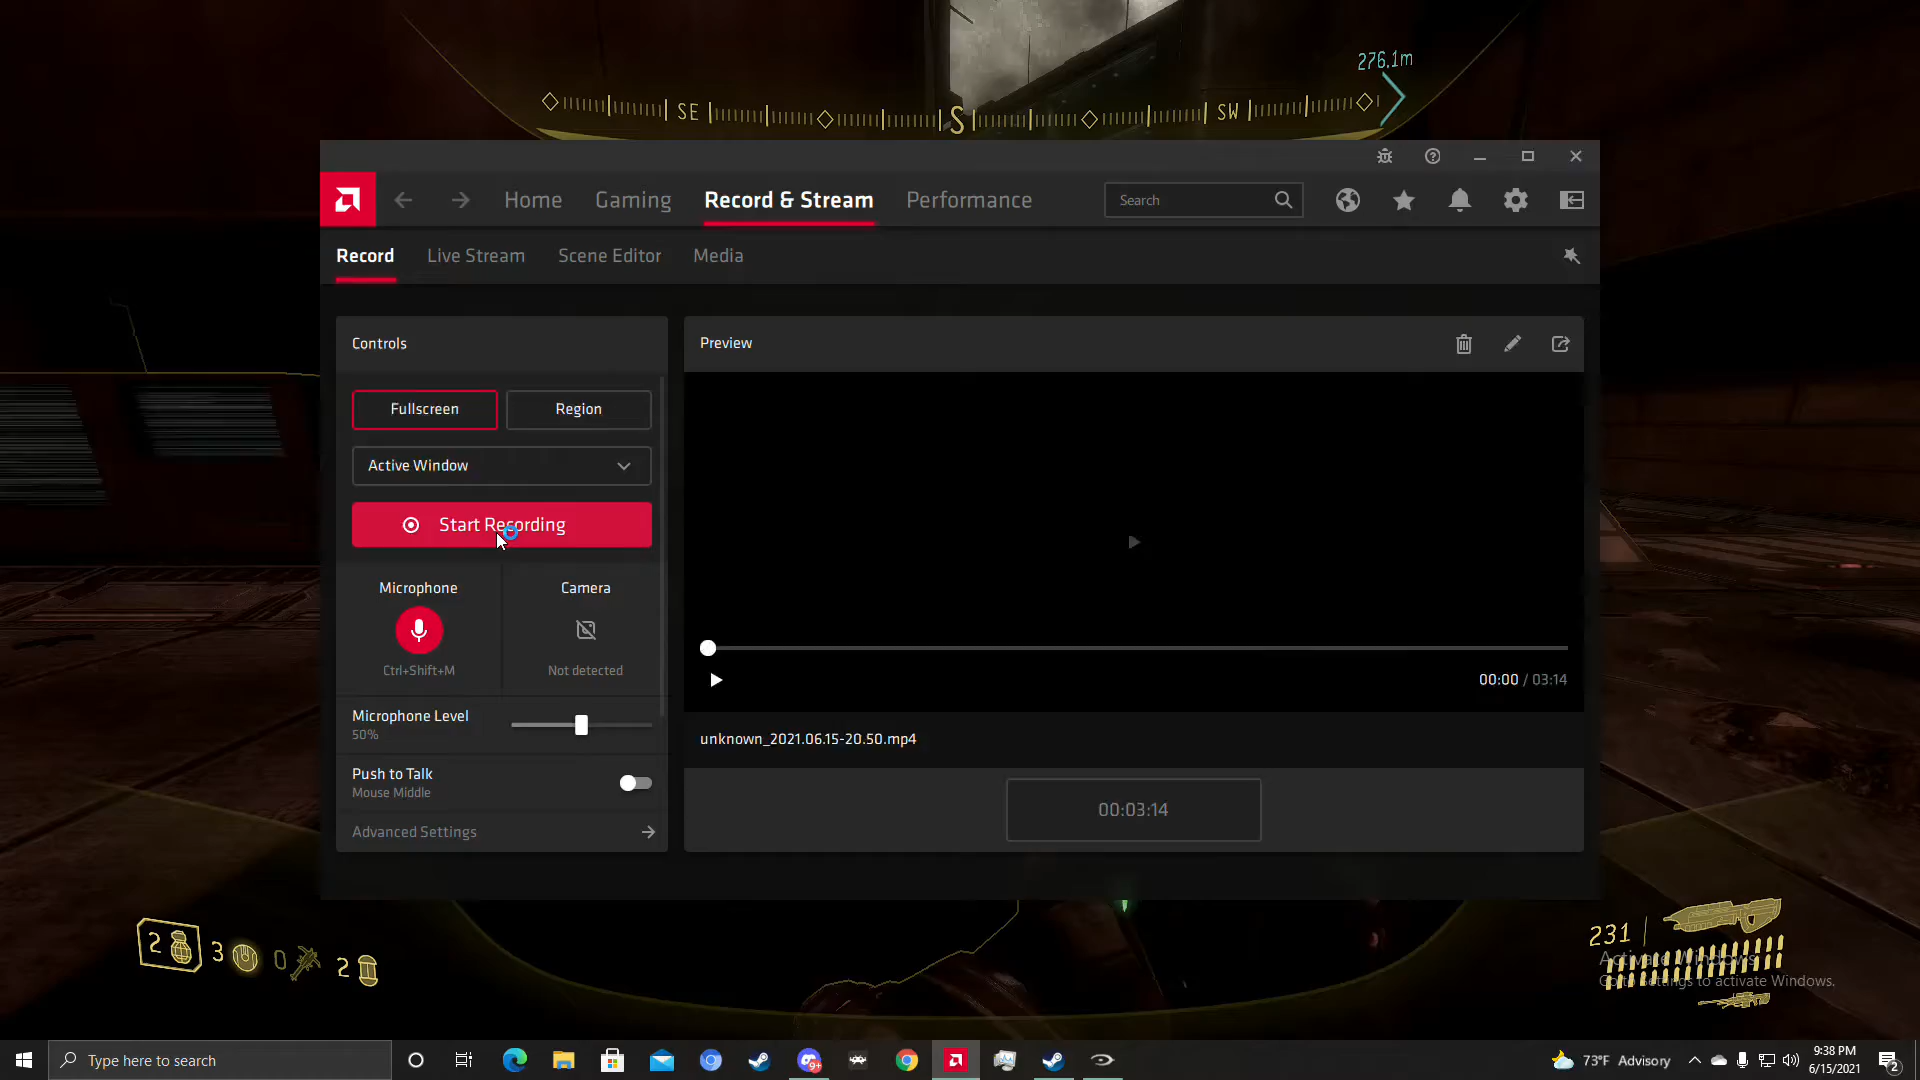 276.1m
SE S SW
Home Gaming Record & Stream Performance Search
Record Live Stream Scene Editor Media
Controls
Preview
Fullscreen Region
Active Window
Start Recording
Microphone Camera
Ctrl+Shift+M Not detected
Microphone Level
50%
00:00 / 03:14
unknown_2021.06.15-20.50.mp4
Push to Talk
Mouse Middle
00:03:14
Advanced Settings
2 3 0 2
231
Activate Windows
Go to Settings to activate Windows.
Type here to search
9+
73°F Advisory
9:38 PM
6/15/2021
2